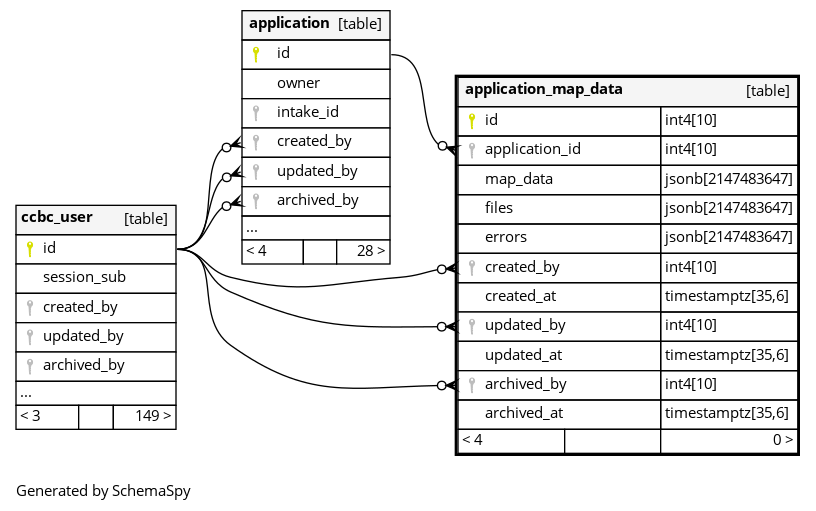 application [table]
id
owner
intake_id
created_by
updated_by
archived_by
...
< 4 28 >
application_map_data [table]
id int4[10]
application_id int4[10]
map_data jsonb[2147483647]
files jsonb[2147483647]
errors jsonb[2147483647]
created_by int4[10]
created_at timestamptz[35,6]
updated_by int4[10]
updated_at timestamptz[35,6]
archived_by int4[10]
archived_at timestamptz[35,6]
< 4 0 >
ccbc_user [table]
id
session_sub
created_by
updated_by
archived_by
...
< 3 149 >
Generated by SchemaSpy